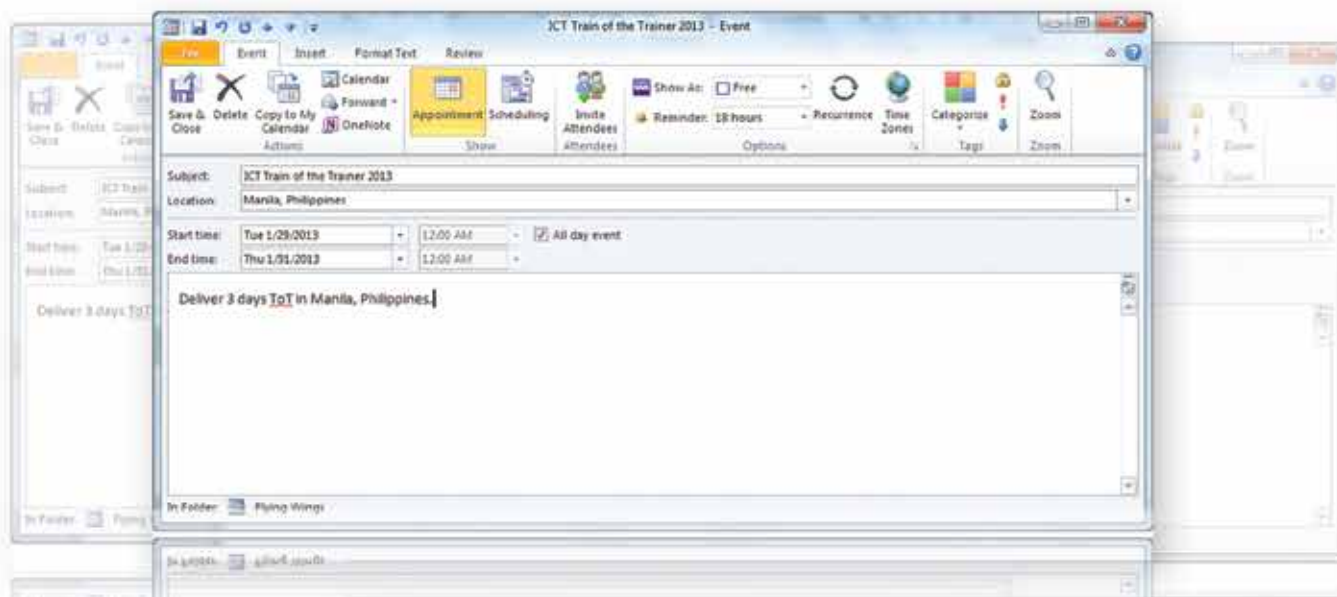 ICT Train of the Trainer 2013 - Event
File Event Insert Format Text Review
Save & Close
Delete
Copy to My Calendar
Calendar
Forward
OneNote
Appointment
Scheduling
Invite Attendees
Show As: Free
Reminder: 18 hours
Recurrence
Time Zones
Categorize
Zoom
Actions Show Attendees Options Tags Zoom
Subject: ICT Train of the Trainer 2013
Location: Manila, Philippines
Start time: Tue 1/29/2013 12:00 AM All day event
End time: Thu 1/31/2013 12:00 AM
Deliver 3 days ToT in Manila, Philippines.
In Folder: Flying Wings